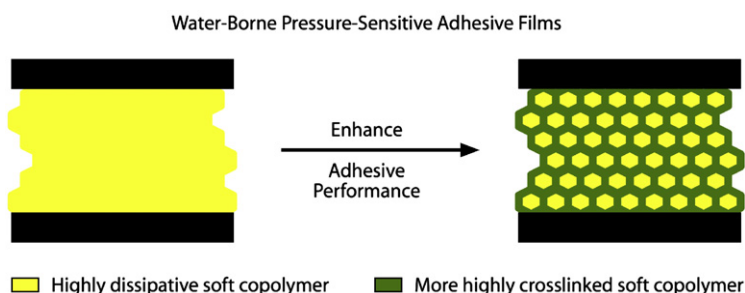 Water-Borne Pressure-Sensitive Adhesive Films
Enhance
Adhesive
Performance
Highly dissipative soft copolymer
More highly crosslinked soft copolymer